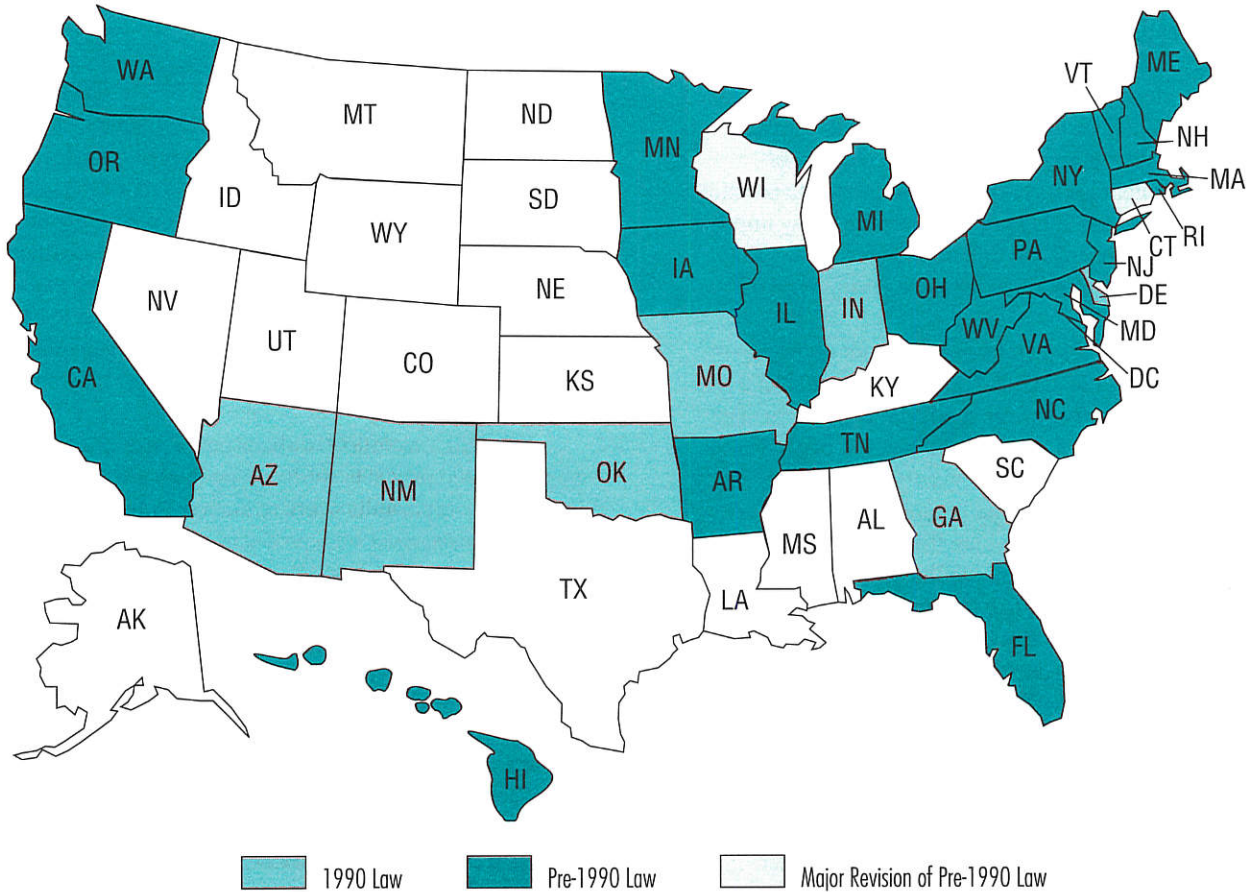 WA
OR
CA
ID
NV
MT
WY
UT
AZ
CO
NM
ND
SD
NE
KS
OK
TX
MN
IA
MO
AR
LA
WI
IL
MI
IN
OH
KY
TN
MS
AL
GA
FL
SC
NC
VA
WV
PA
NY
VT
ME
NH
MA
RI
CT
NJ
DE
MD
DC
AK
HI
1990 Law
Pre-1990 Law
Major Revision of Pre-1990 Law